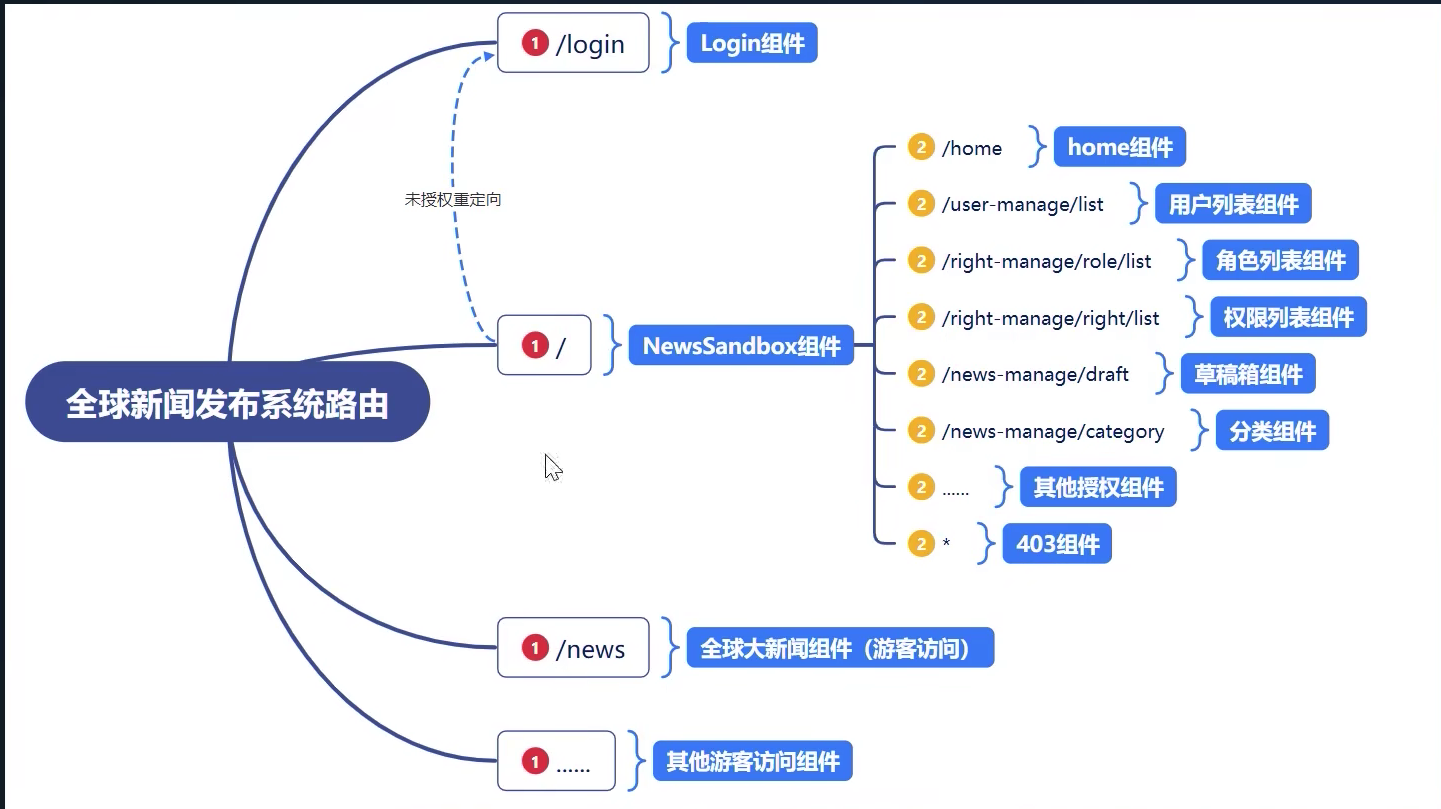 1 /login
Login组件
未授权重定向
全球新闻发布系统路由
1 /
NewsSandbox组件
2 /home
home组件
2 /user-manage/list
用户列表组件
2 /right-manage/role/list
角色列表组件
2 /right-manage/right/list
权限列表组件
2 /news-manage/draft
草稿箱组件
2 /news-manage/category
分类组件
2 ......
其他授权组件
2 *
403组件
1 /news
全球大新闻组件（游客访问）
1 ......
其他游客访问组件